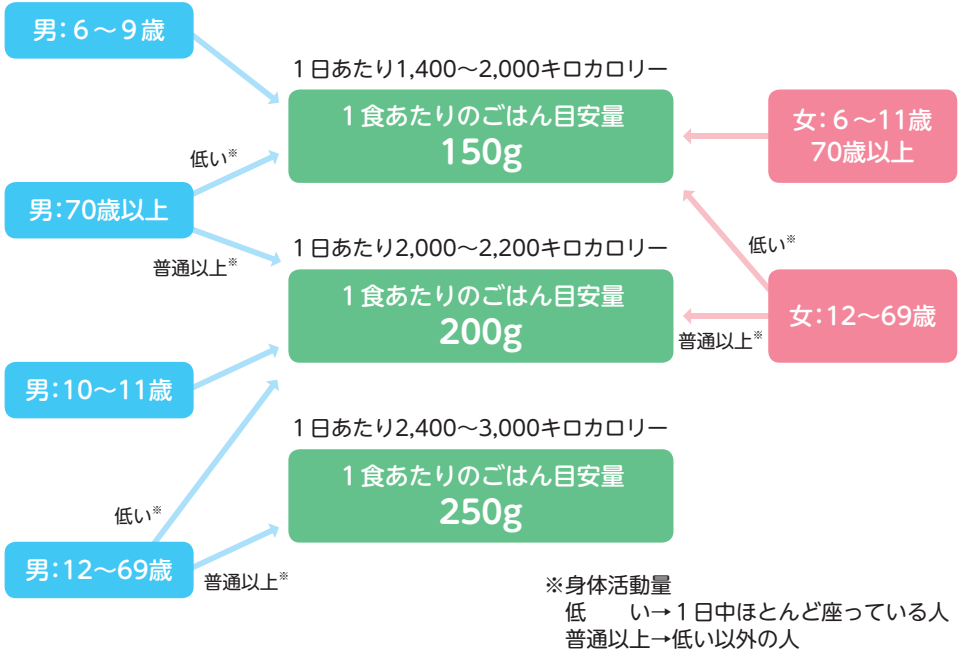 男：6～9歳
1日あたり1,400～2,000キロカロリー
1食あたりのごはん目安量
150g
女：6～11歳
70歳以上
低い※
男：70歳以上
普通以上※
1日あたり2,000～2,200キロカロリー
1食あたりのごはん目安量
200g
低い※
普通以上※
女：12～69歳
男：10～11歳
1日あたり2,400～3,000キロカロリー
1食あたりのごはん目安量
250g
低い※
男：12～69歳
普通以上※
※身体活動量
低　い→1日中ほとんど座っている人
普通以上→低い以外の人